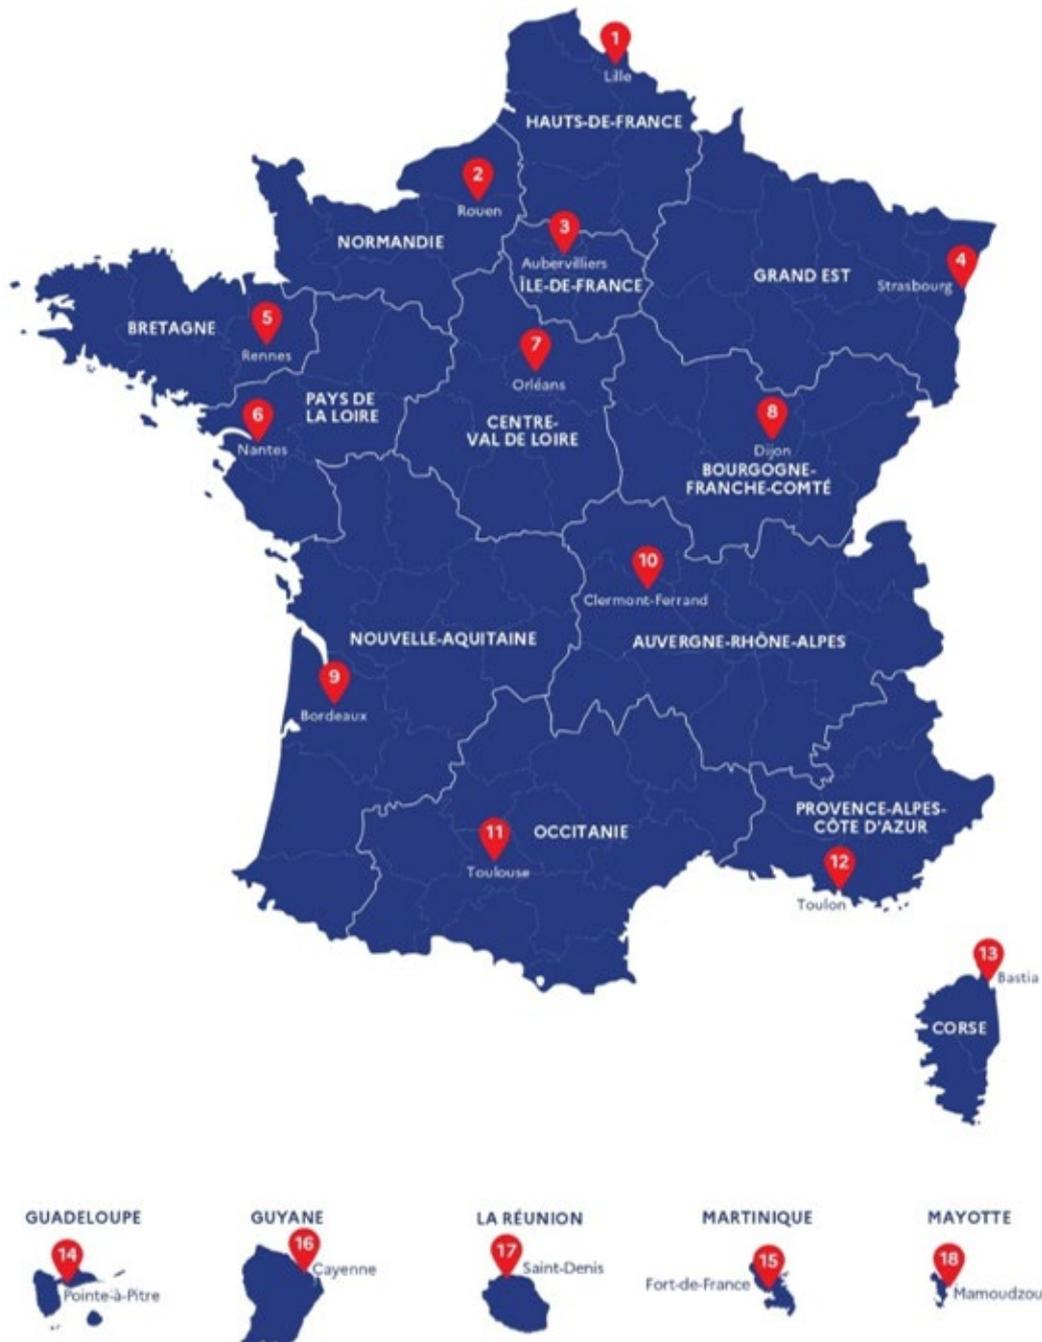 1
Lille
HAUTS-DE-FRANCE
2
Rouen
3
Aubervilliers
ÎLE-DE-FRANCE
NORMANDIE
4
Strasbourg
GRAND EST
BRETAGNE
5
Rennes
7
Orléans
PAYS DE
LA LOIRE
6
Nantes
CENTRE-
VAL DE LOIRE
8
Dijon
BOURGOGNE-
FRANCHE-COMTÉ
10
Clermont-Ferrand
NOUVELLE-AQUITAINE
AUVERGNE-RHÔNE-ALPES
9
Bordeaux
11
Toulouse
OCCITANIE
PROVENCE-ALPES-
CÔTE D'AZUR
12
Toulon
13
Bastia
CORSE
GUADELOUPE
14
Pointe-à-Pitre
GUYANE
16
Cayenne
LA RÉUNION
17
Saint-Denis
MARTINIQUE
15
Fort-de-France
MAYOTTE
18
Mamoudzou